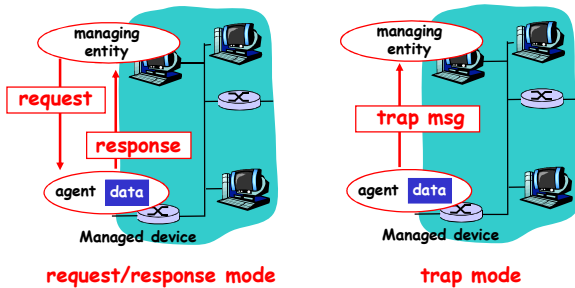 managing
entity
request
response
agent data
Managed device
request/response mode
managing
entity
trap msg
agent data
Managed device
trap mode